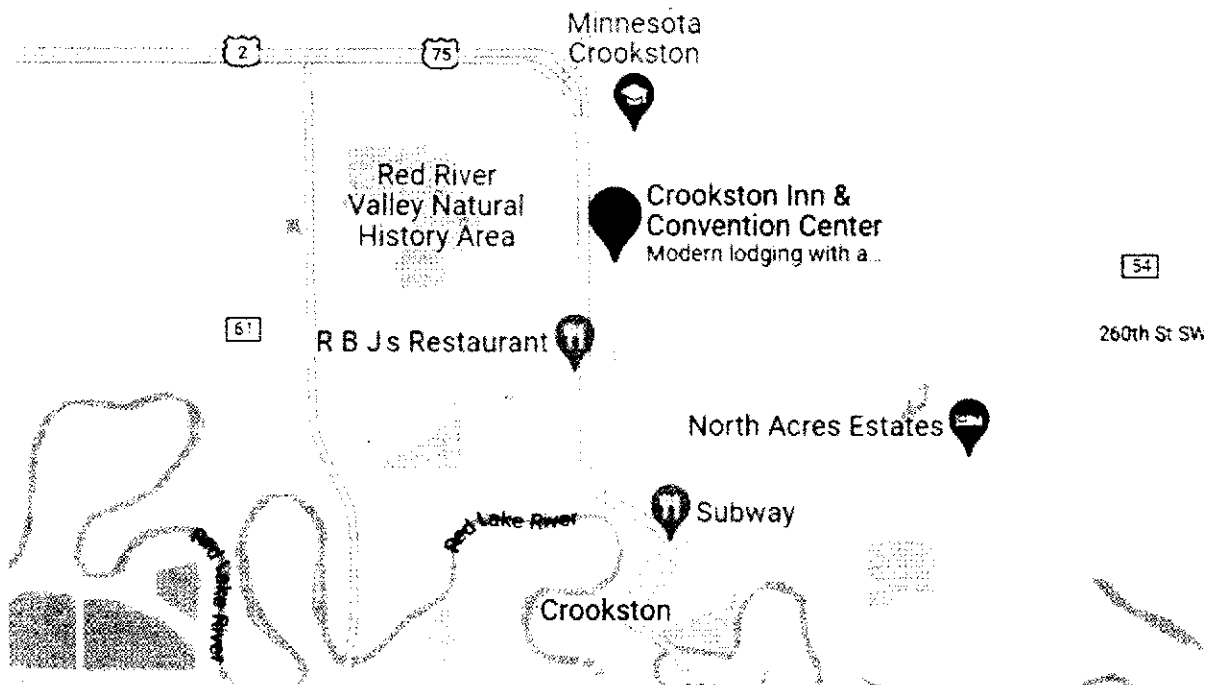 Minnesota
Crookston
2
75
Red River
Valley Natural
History Area
Crookston Inn &
Convention Center
Modern lodging with a...
54
61
R B J s Restaurant
260th St SW
North Acres Estates
Subway
Red Lake River
Red Lake River
Crookston